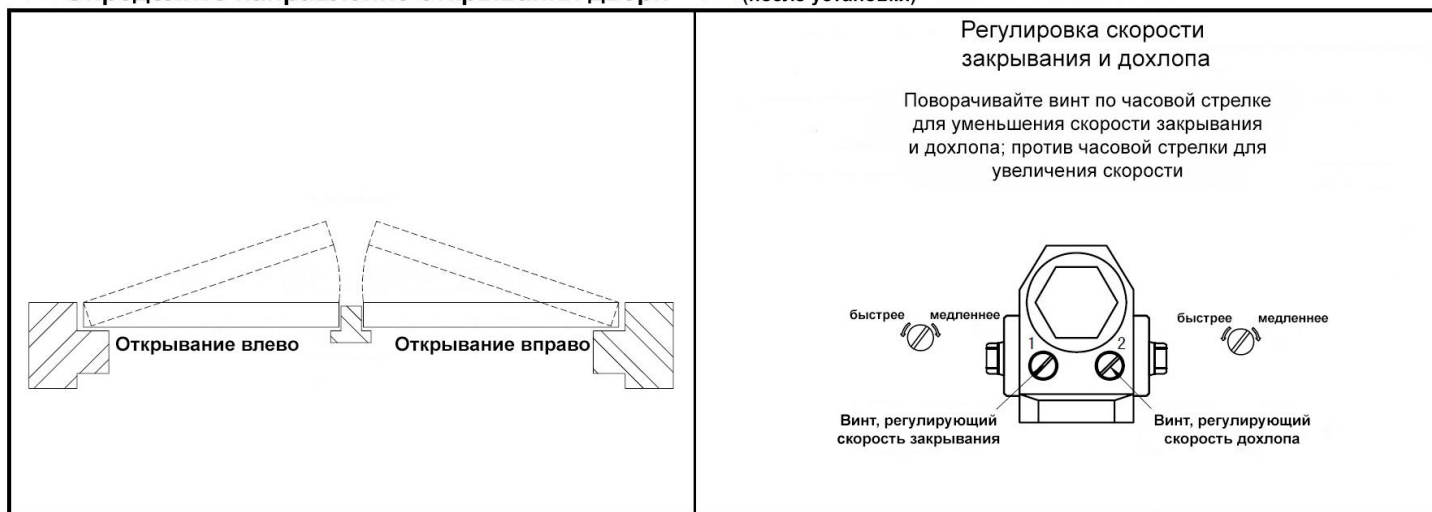 (после установки)
Открывание влево
Открывание вправо
Регулировка скорости
закрывания и дохлопа
Поворачивайте винт по часовой стрелке
для уменьшения скорости закрывания
и дохлопа; против часовой стрелки для
увеличения скорости
быстрее медленнее
быстрее медленнее
1 2
Винт, регулирующий
скорость закрывания
Винт, регулирующий
скорость дохлопа